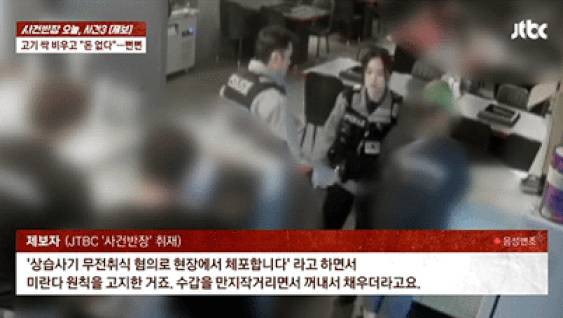 사건반장 오늘, 사건3 [제보]
고기 싹 비우고 "돈 없다"…뻔뻔
jtbc
POLICE
제보자 (JTBC '사건반장' 취재)
음성변조
'상습사기 무전취식 혐의로 현장에서 체포합니다' 라고 하면서
미란다 원칙을 고지한 거죠. 수갑을 만지작거리면서 꺼내서 채우더라고요.